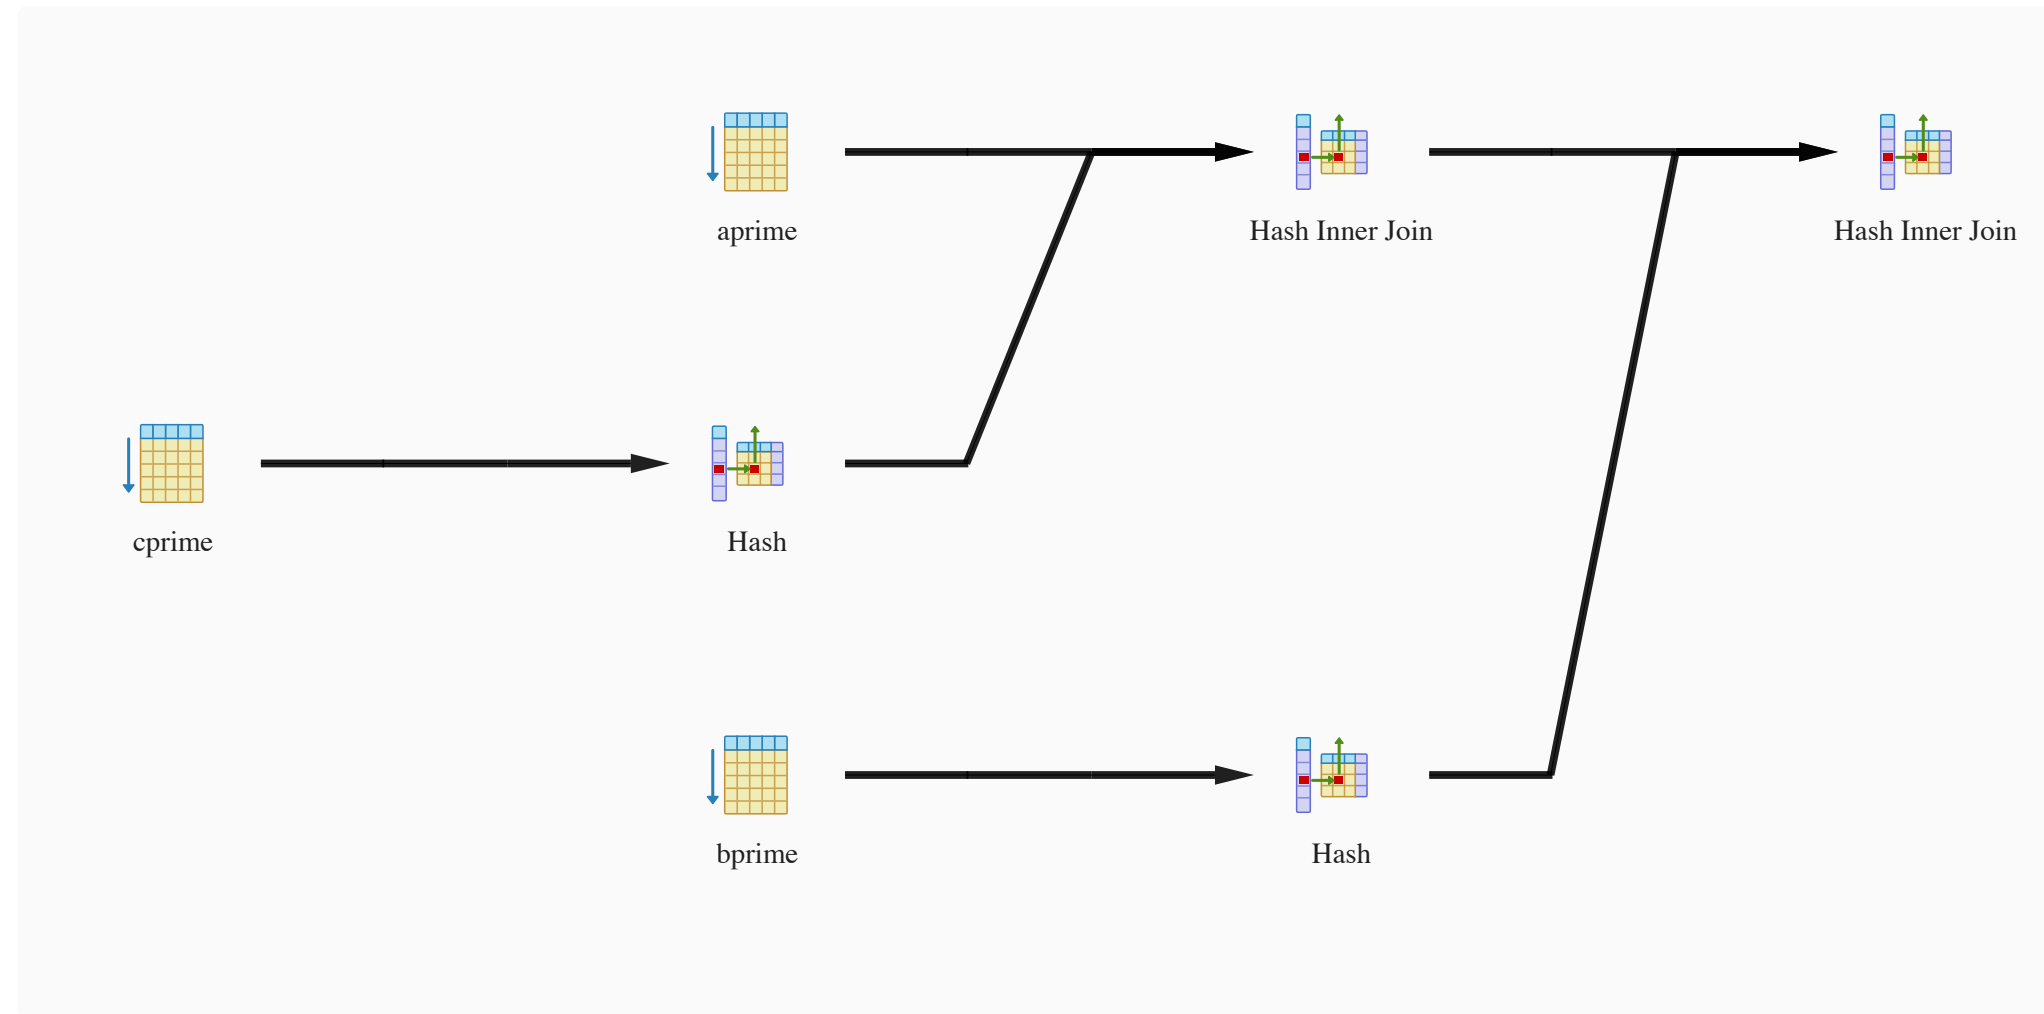 aprime
Hash Inner Join
Hash Inner Join
cprime
Hash
bprime
Hash